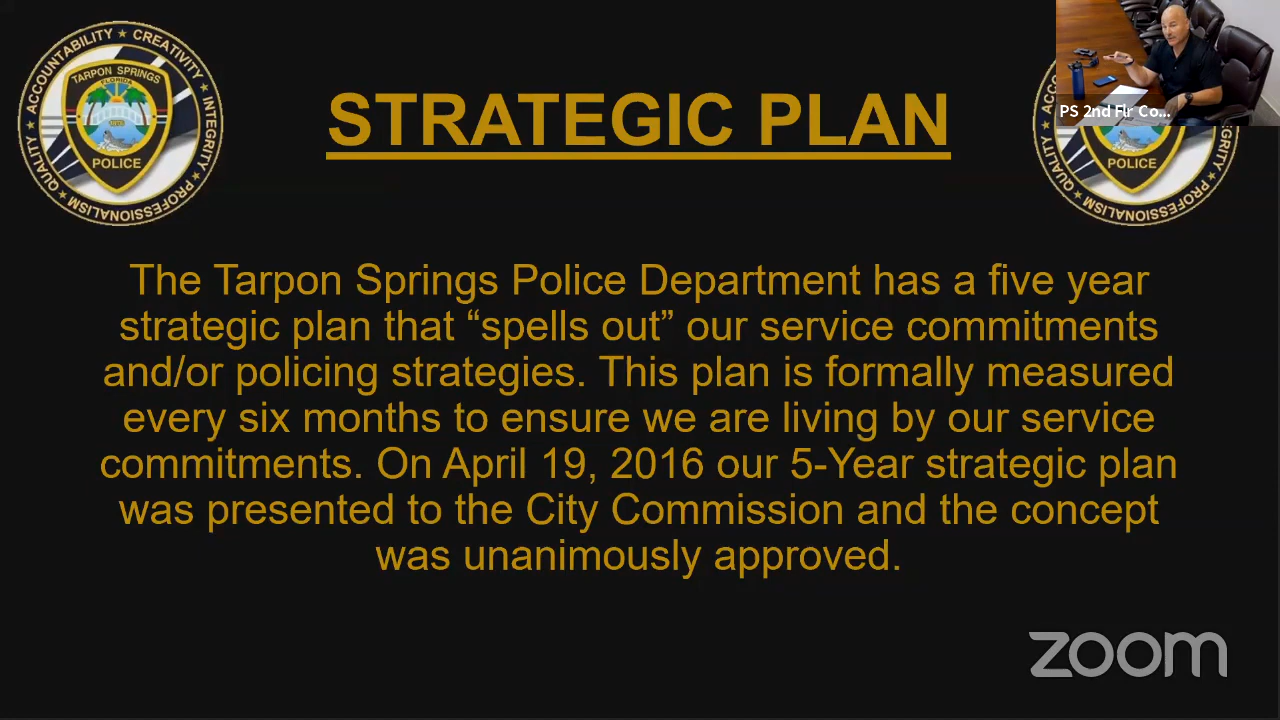 ACCOUNTABILITY ★ CREATIVITY ★ INTEGRITY ★ PROFESSIONALISM ★ QUALITY ★
TARPON SPRINGS
FLORIDA
POLICE
STRATEGIC PLAN
PS 2nd Flr Co...
POLICE
PROFESSIONALISM ★ QUALITY ★
The Tarpon Springs Police Department has a five year
strategic plan that “spells out” our service commitments
and/or policing strategies. This plan is formally measured
every six months to ensure we are living by our service
commitments. On April 19, 2016 our 5-Year strategic plan
was presented to the City Commission and the concept
was unanimously approved.
zoom